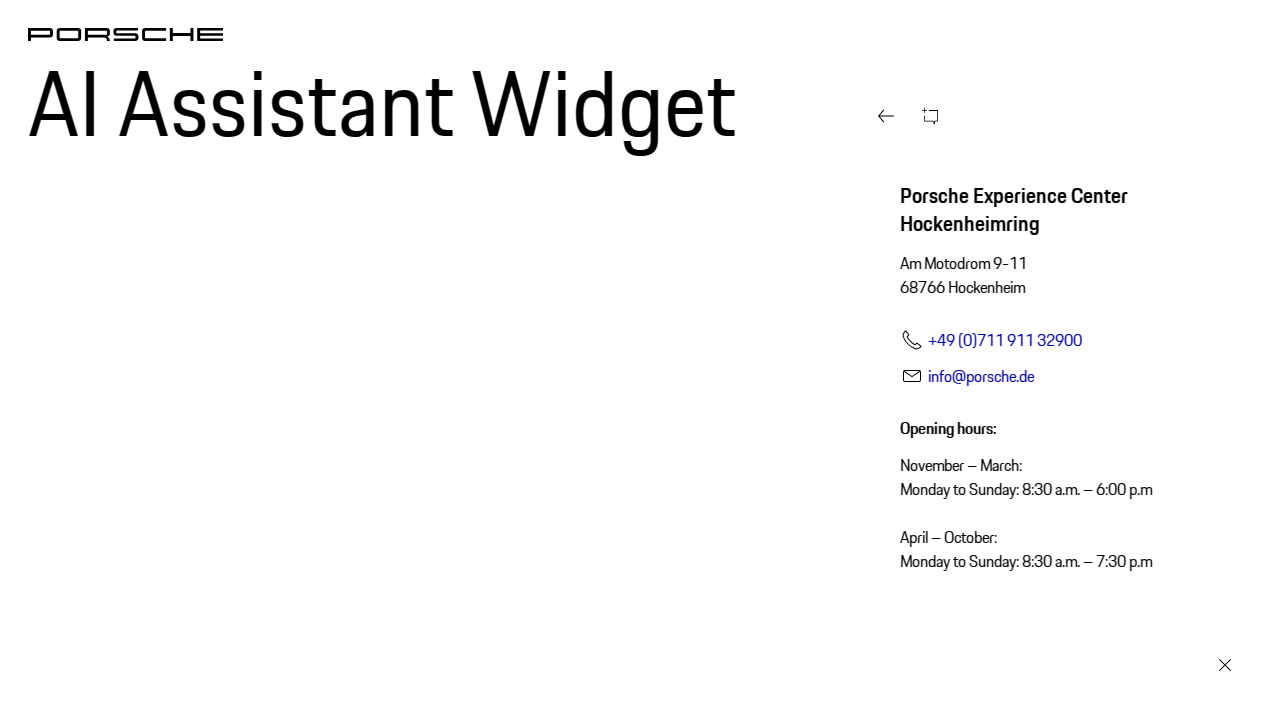 PORSCHE
AI Assistant Widget
Porsche Experience Center
Hockenheimring
Am Motodrom 9-11
68766 Hockenheim
+49 (0)711 911 32900
info@porsche.de
Opening hours:
November – March:
Monday to Sunday: 8:30 a.m. – 6:00 p.m
April – October:
Monday to Sunday: 8:30 a.m. – 7:30 p.m